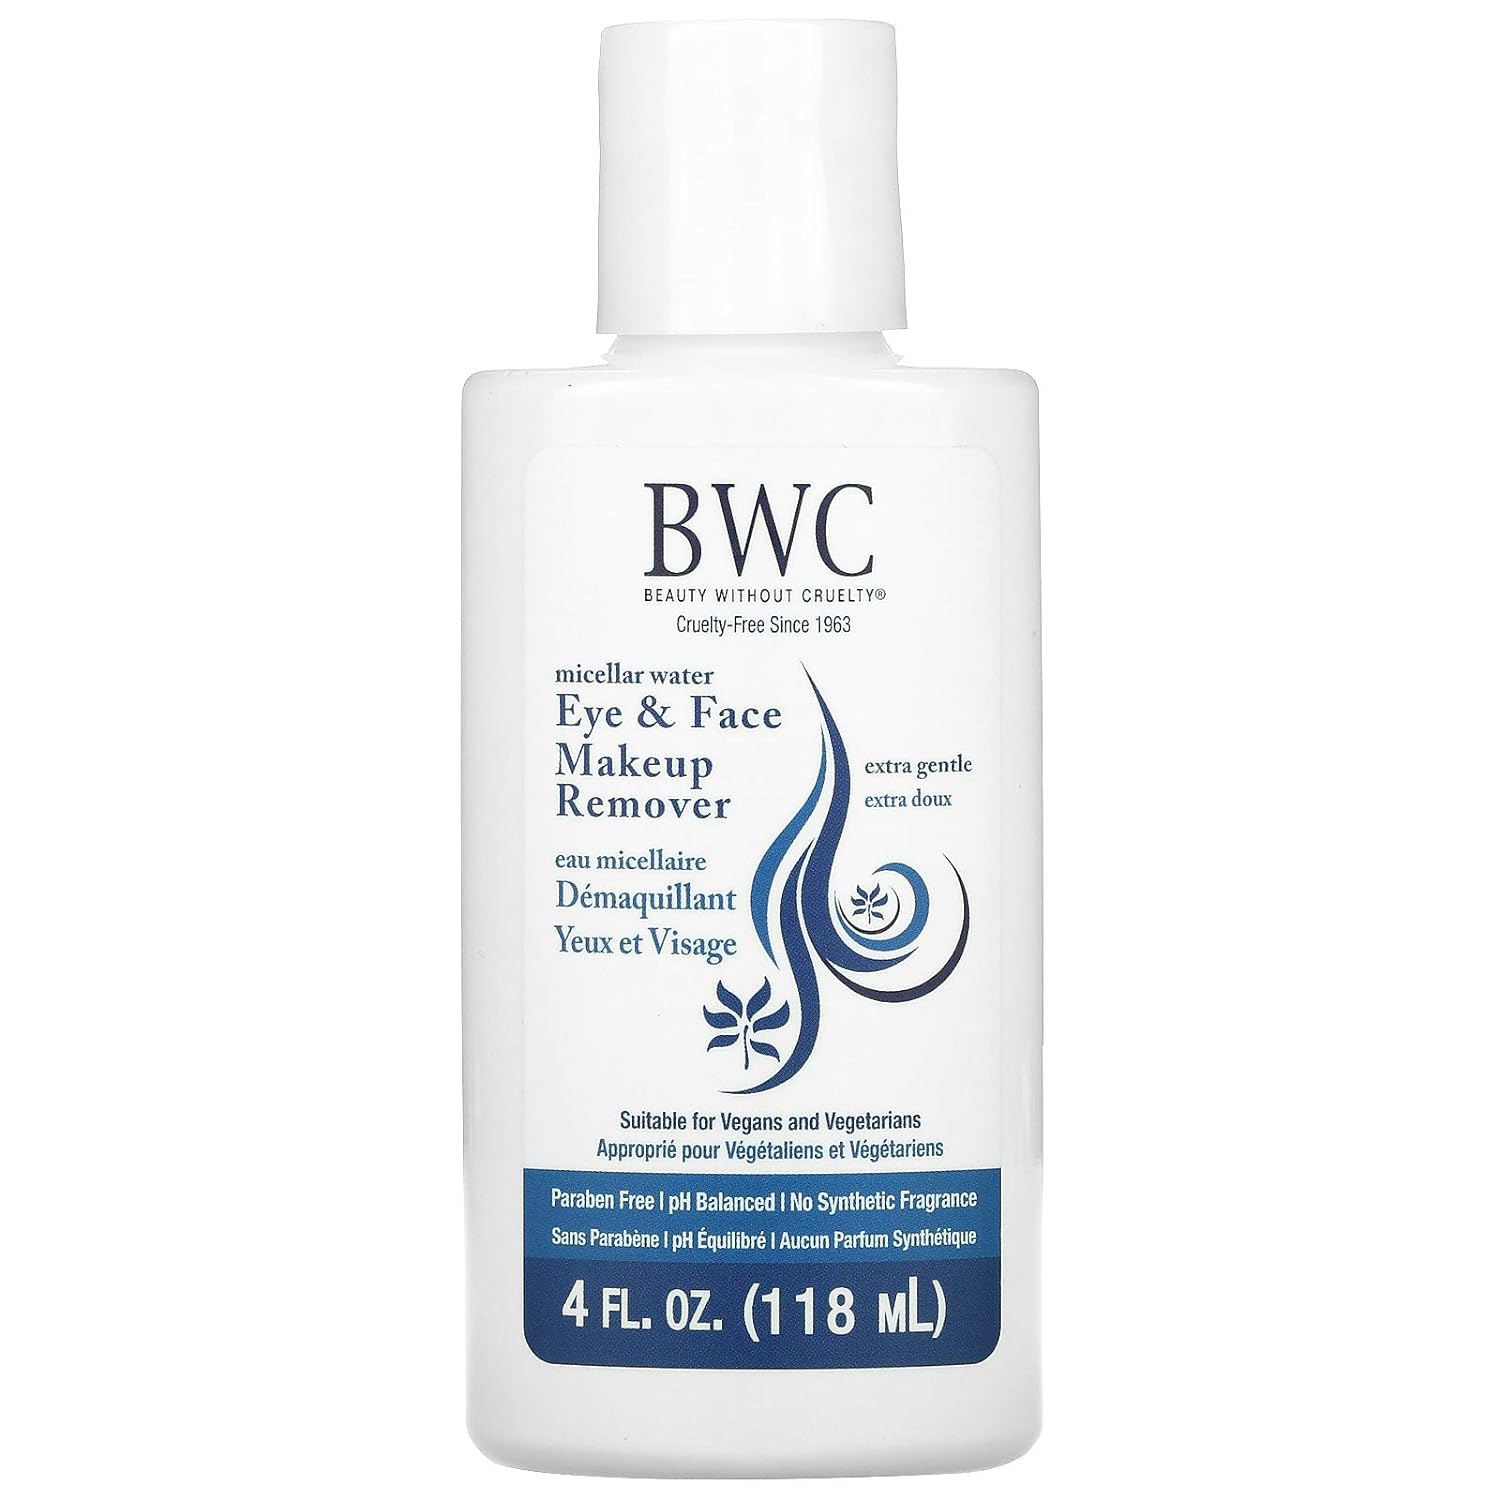 BWC
BEAUTY WITHOUT CRUELTY®
Cruelty-Free Since 1963
micellar water
Eye & Face
Makeup
Remover
extra gentle
extra doux
eau micellaire
Démaquillant
Yeux et Visage
Suitable for Vegans and Vegetarians
Approprié pour Végétaliens et Végétariens
Paraben Free | pH Balanced | No Synthetic Fragrance
Sans Parabène | pH Équilibré | Aucun Parfum Synthétique
4 FL. OZ. (118 mL)